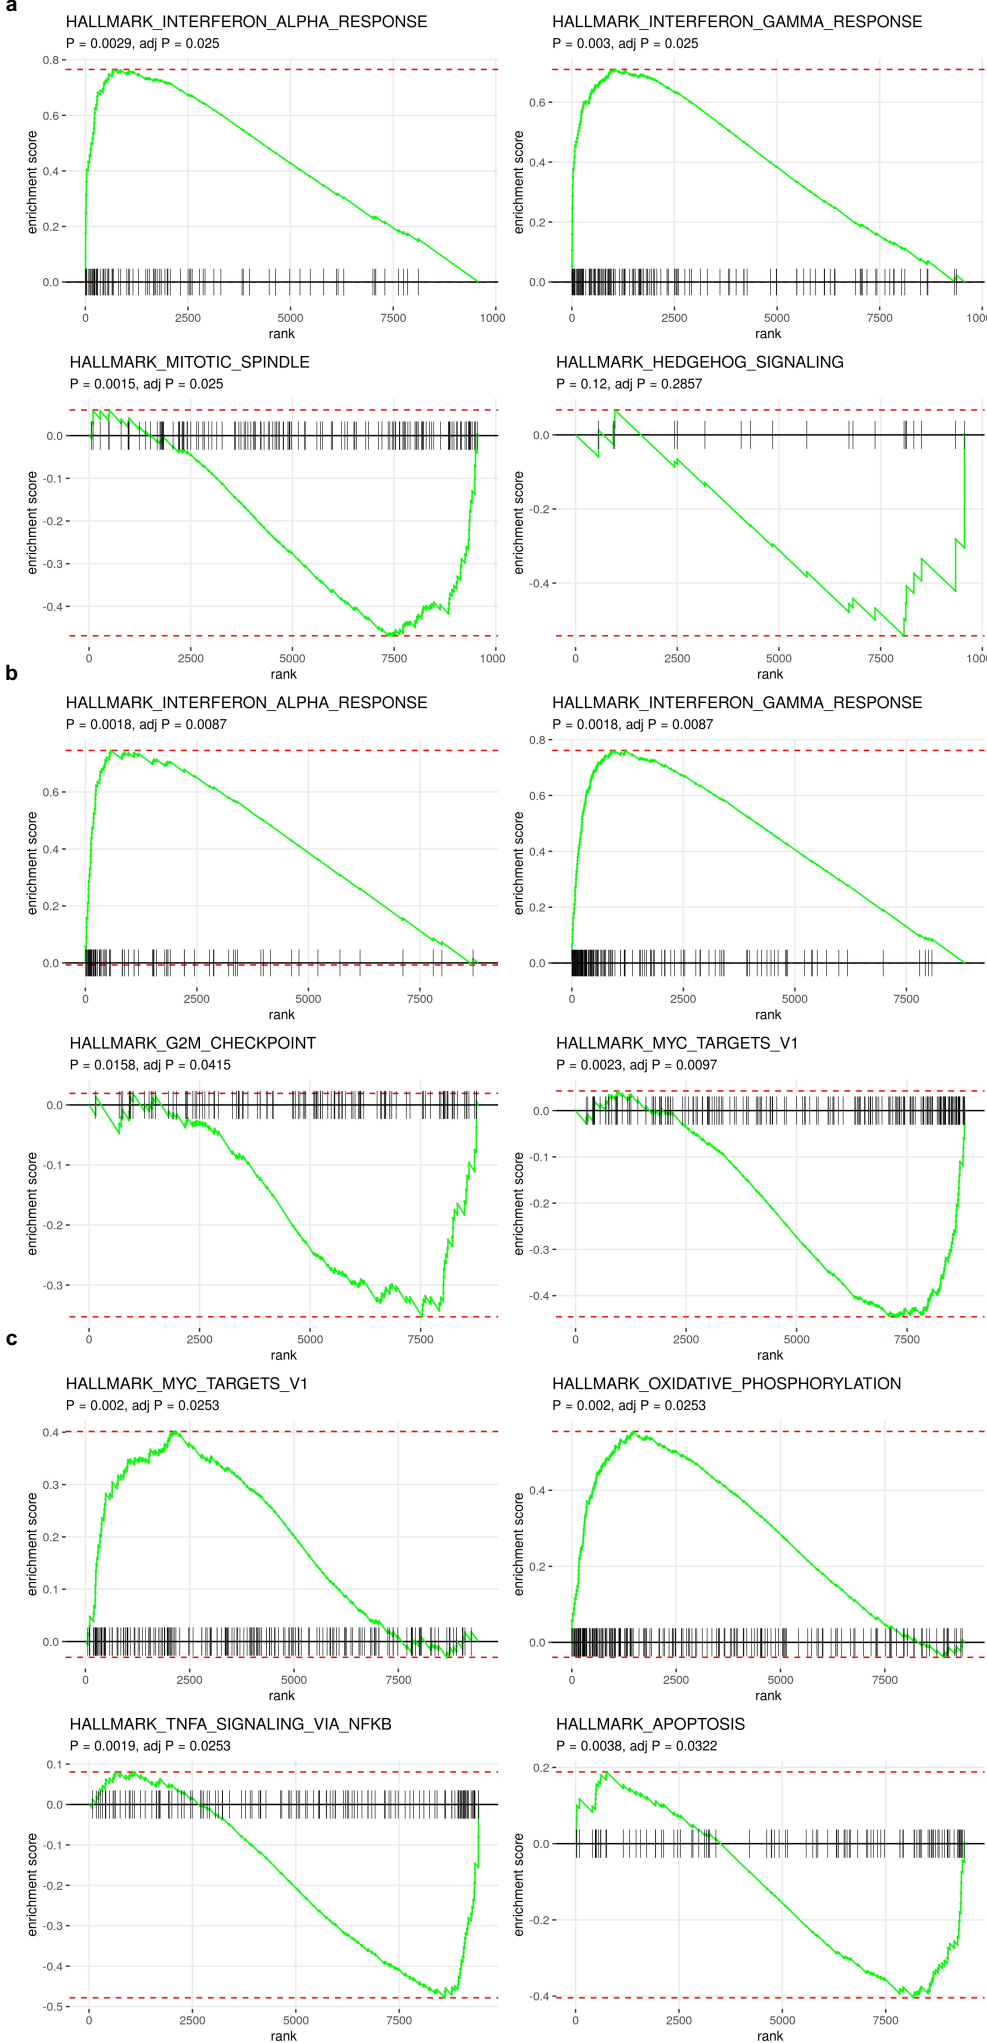 a
HALLMARK_INTERFERON_ALPHA_RESPONSE
P = 0.0029, adj P = 0.025
enrichment score
0.8
0.6
0.4
0.2
0.0
0 2500 5000 7500 1000
rank
HALLMARK_INTERFERON_GAMMA_RESPONSE
P = 0.003, adj P = 0.025
enrichment score
0.6
0.4
0.2
0.0
0 2500 5000 7500 100
rank
HALLMARK_MITOTIC_SPINDLE
P = 0.0015, adj P = 0.025
enrichment score
0.0
-0.1
-0.2
-0.3
-0.4
0 2500 5000 7500 1000
rank
HALLMARK_HEDGEHOG_SIGNALING
P = 0.12, adj P = 0.2857
enrichment score
0.0
-0.2
-0.4
0 2500 5000 7500 100
rank
b
HALLMARK_INTERFERON_ALPHA_RESPONSE
P = 0.0018, adj P = 0.0087
enrichment score
0.6
0.4
0.2
0.0
0 2500 5000 7500
rank
HALLMARK_INTERFERON_GAMMA_RESPONSE
P = 0.0018, adj P = 0.0087
enrichment score
0.8
0.6
0.4
0.2
0.0
0 2500 5000 7500
rank
HALLMARK_G2M_CHECKPOINT
P = 0.0158, adj P = 0.0415
enrichment score
0.0
-0.1
-0.2
-0.3
0 2500 5000 7500
rank
HALLMARK_MYC_TARGETS_V1
P = 0.0023, adj P = 0.0097
enrichment score
0.0
-0.1
-0.2
-0.3
-0.4
0 2500 5000 7500
rank
c
HALLMARK_MYC_TARGETS_V1
P = 0.002, adj P = 0.0253
enrichment score
0.4
0.3
0.2
0.1
0.0
0 2500 5000 7500
rank
HALLMARK_OXIDATIVE_PHOSPHORYLATION
P = 0.002, adj P = 0.0253
enrichment score
0.4
0.2
0.0
0 2500 5000 7500
rank
HALLMARK_TNFA_SIGNALING_VIA_NFKB
P = 0.0019, adj P = 0.0253
enrichment score
0.1
0.0
-0.1
-0.2
-0.3
-0.4
-0.5
0 2500 5000 7500
rank
HALLMARK_APOPTOSIS
P = 0.0038, adj P = 0.0322
enrichment score
0.2
0.0
-0.2
-0.4
0 2500 5000 7500
rank